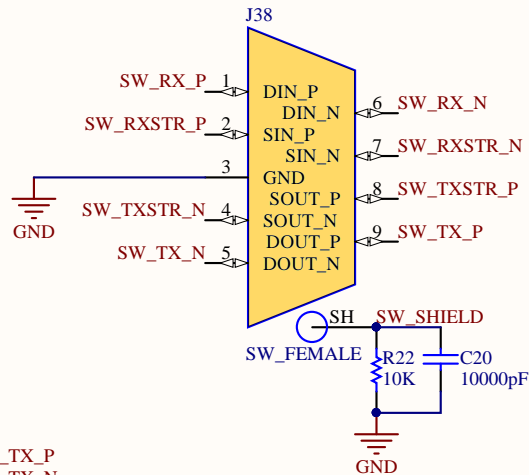 J38
SW_RX_P 1 DIN_P
DIN_N 6 SW_RX_N
SW_RXSTR_P 2 SIN_P
SIN_N 7 SW_RXSTR_N
3 GND
SOUT_P 8 SW_TXSTR_P
SW_TXSTR_N 4 SOUT_N
DOUT_P 9 SW_TX_P
SW_TX_N 5 DOUT_N
GND
SH SW_SHIELD
SW_FEMALE
R22 C20
10K 10000pF
GND
_TX_P